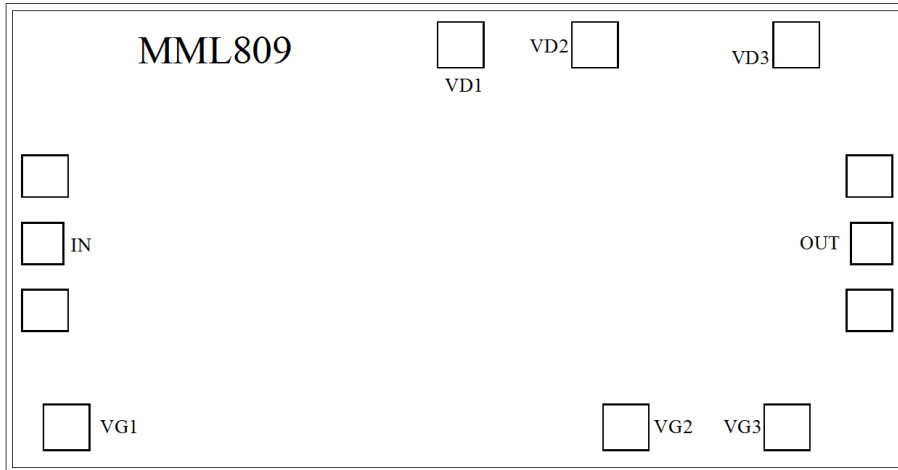 MML809
VD1
VD2
VD3
IN
OUT
VG1
VG2
VG3